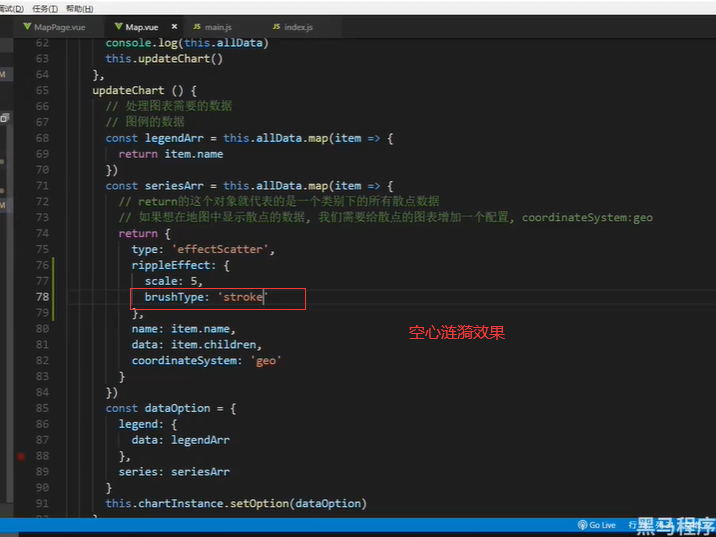 调试(D) 任务(T) 帮助(H)
MapPage.vue Map.vue × JS main.js JS index.js
62 console.log(this.allData)
63 this.updateChart()
64 },
65 updateChart () {
66 // 处理图表需要的数据
67 // 图例的数据
68 const legendArr = this.allData.map(item => {
69 return item.name
70 })
71 const seriesArr = this.allData.map(item => {
72 // return的这个对象就代表的是一个类别下的所有散点数据
73 // 如果想在地图中显示散点的数据, 我们需要给散点的图表增加一个配置, coordinateSystem:geo
74 return {
75 type: 'effectScatter',
76 rippleEffect: {
77 scale: 5,
78 brushType: 'stroke'
79 },
空心涟漪效果
80 name: item.name,
81 data: item.children,
82 coordinateSystem: 'geo'
83 }
84 })
85 const dataOption = {
86 legend: {
87 data: legendArr
88 },
89 series: seriesArr
90 }
91 this.chartInstance.setOption(dataOption)
Go Live
黑马程序